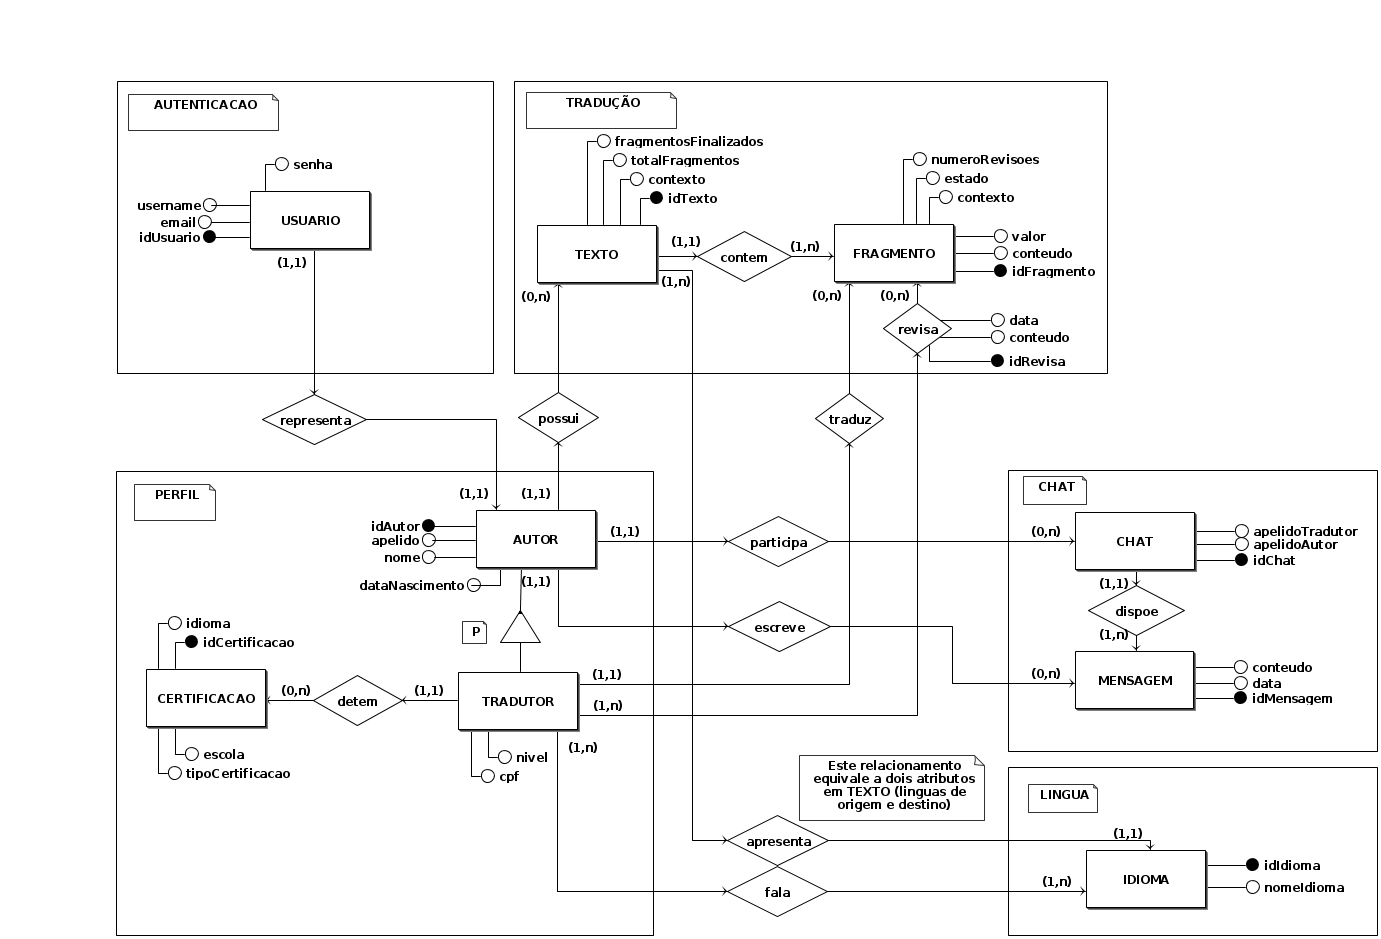 AUTENTICACAO
senha
username
email
idUsuario
USUARIO
(1,1)
TRADUÇÃO
fragmentosFinalizados
totalFragmentos
contexto
idTexto
TEXTO
(1,1)
contem
(1,n)
(0,n)
(1,n)
numeroRevisoes
estado
contexto
FRAGMENTO
valor
conteudo
idFragmento
(0,n)
(0,n)
revisa
data
conteudo
idRevisa
representa
possui
traduz
PERFIL
(1,1)
(1,1)
idAutor
apelido
nome
AUTOR
(1,1)
dataNascimento
(1,1)
participa
(0,n)
escreve
(0,n)
P
idioma
idCertificacao
CERTIFICACAO
(0,n)
detem
(1,1)
TRADUTOR
(1,1)
(1,n)
(1,n)
escola
tipoCertificacao
nivel
cpf
CHAT
CHAT
apelidoTradutor
apelidoAutor
idChat
(1,1)
dispoe
(1,n)
MENSAGEM
conteudo
data
idMensagem
Este relacionamento
equivale a dois atributos
em TEXTO (linguas de
origem e destino)
LINGUA
apresenta
(1,1)
fala
(1,n)
IDIOMA
idIdioma
nomeIdioma